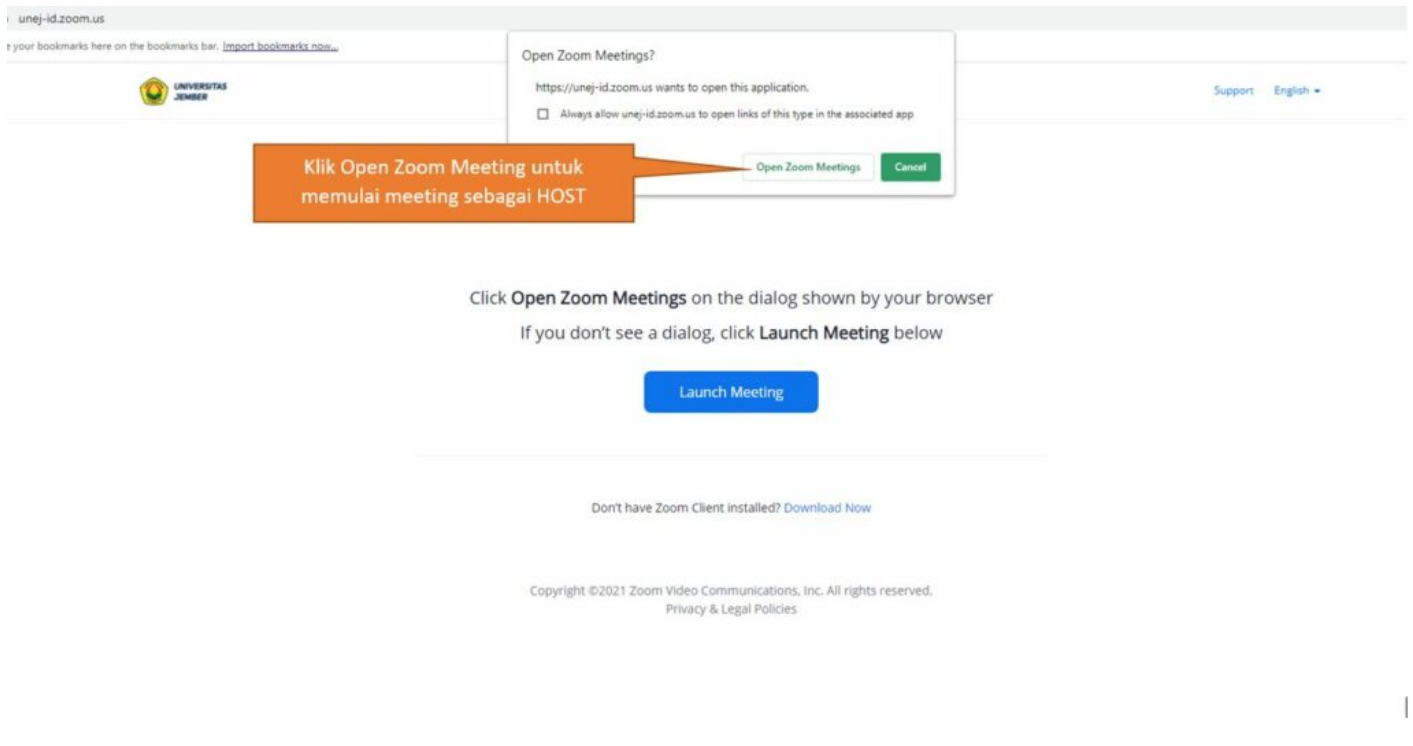 unej-id.zoom.us
your bookmarks here on the bookmarks bar. Import bookmarks now...
UNIVERSITAS
JEMBER
Open Zoom Meetings?
https://unej-id.zoom.us wants to open this application.
Always allow unej-id.zoom.us to open links of this type in the associated app
Open Zoom Meetings Cancel
Support English
Klik Open Zoom Meeting untuk
memulai meeting sebagai HOST
Click Open Zoom Meetings on the dialog shown by your browser
If you don't see a dialog, click Launch Meeting below
Launch Meeting
Don't have Zoom Client installed? Download Now
Copyright ©2021 Zoom Video Communications, Inc. All rights reserved.
Privacy & Legal Policies